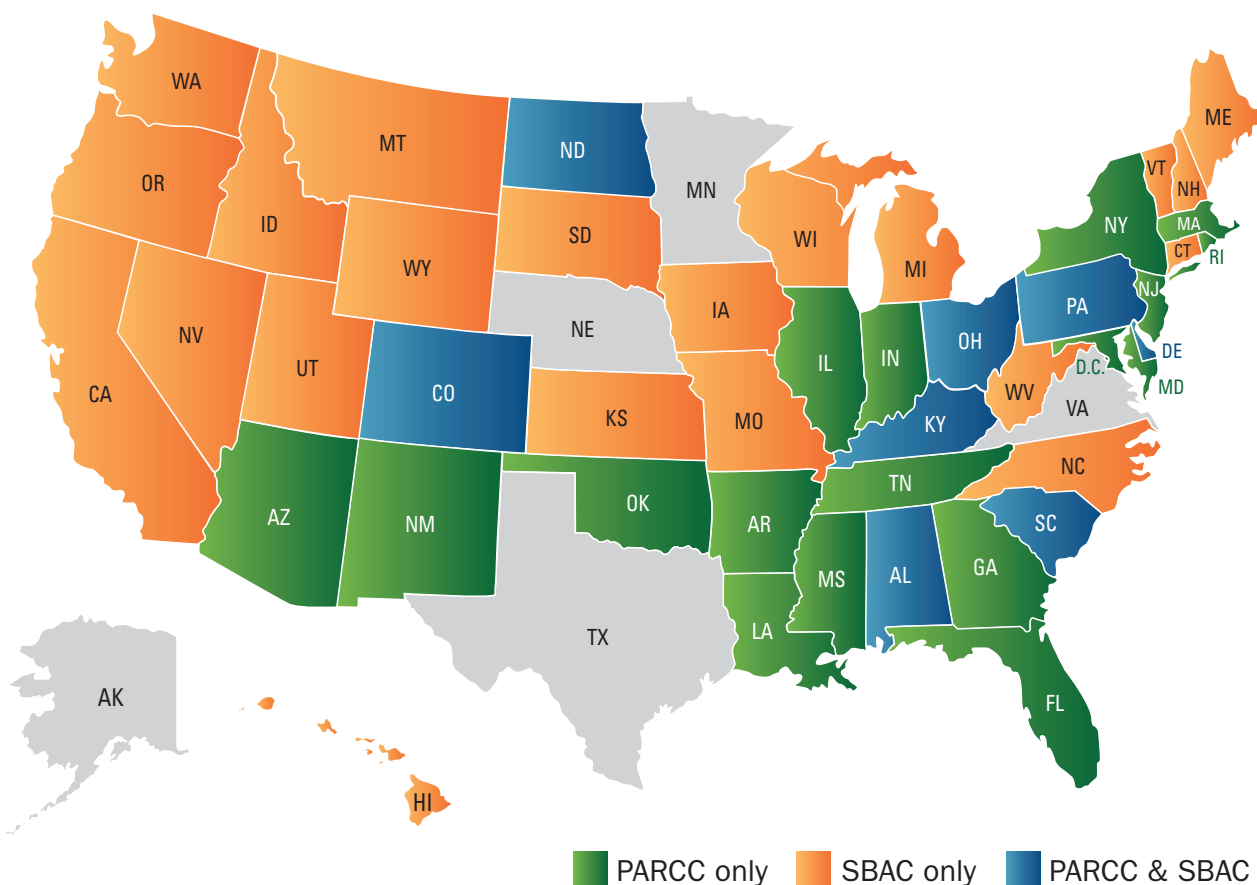 WA
MT
ND
MN
ME
VT
NH
OR
ID
SD
WI
NY
MA
WY
MI
CT
RI
NJ
IA
PA
NE
NV
OH
DE
UT
IL
IN
D.C.
MD
CA
CO
WV
VA
KS
MO
KY
NC
TN
OK
AZ
NM
AR
SC
MS
AL
GA
LA
TX
AK
FL
HI
PARCC only
SBAC only
PARCC & SBAC